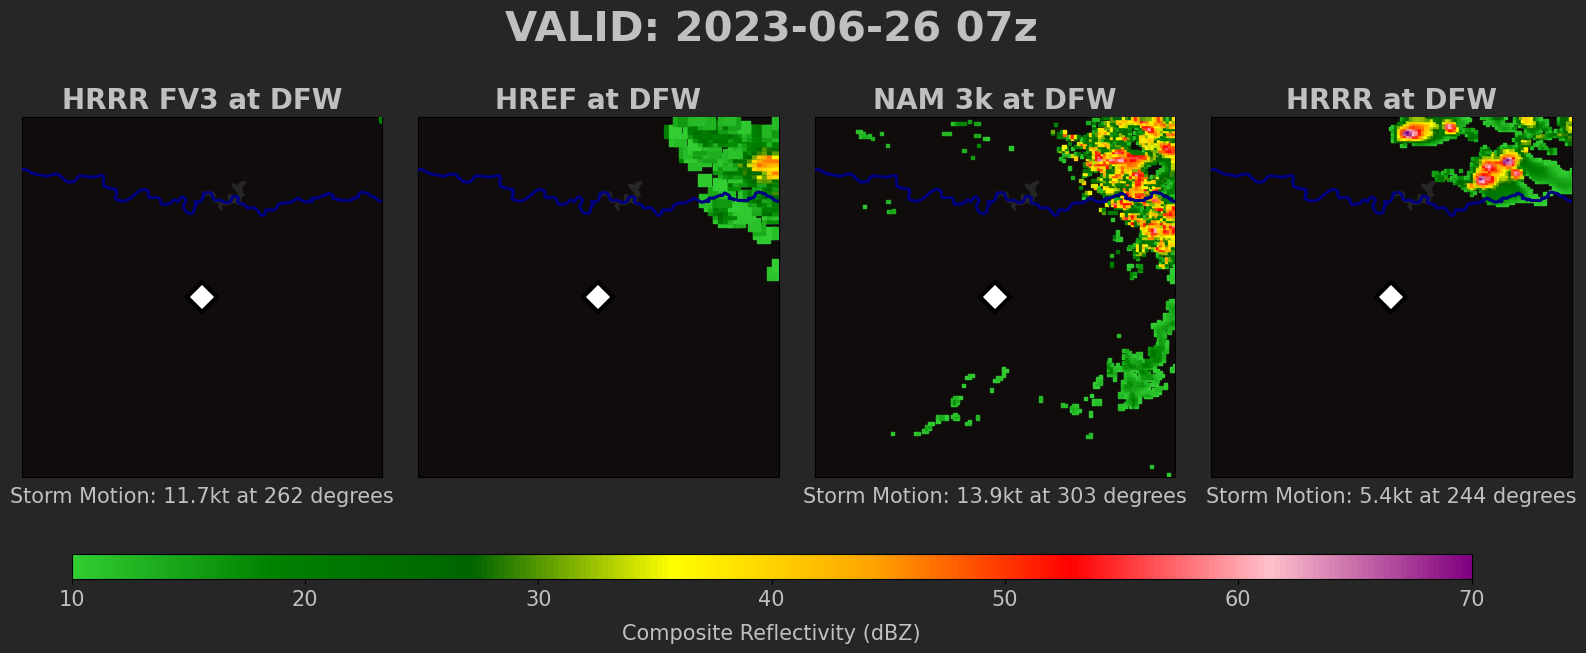 VALID: 2023-06-26 07z
HRRR FV3 at DFW
HREF at DFW
NAM 3k at DFW
HRRR at DFW
Storm Motion: 11.7kt at 262 degrees
Storm Motion: 13.9kt at 303 degrees
Storm Motion: 5.4kt at 244 degrees
10 20 30 40 50 60 70
Composite Reflectivity (dBZ)